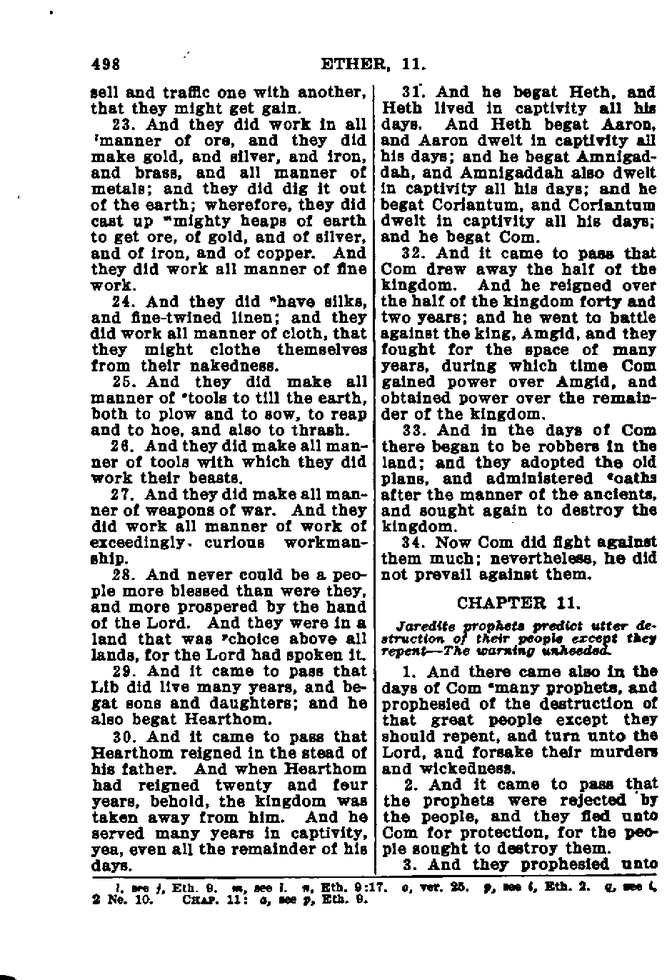 498
ETHER, 11.
sell and traffic one with another,
that they might get gain.
23. And they did work in all
ˡmanner of ore, and they did
make gold, and silver, and iron,
and brass, and all manner of
metals; and they did dig it out
of the earth; wherefore, they did
cast up ᵐmighty heaps of earth
to get ore, of gold, and of silver,
and of iron, and of copper. And
they did work all manner of fine
work.
24. And they did ⁿhave silks,
and fine-twined linen; and they
did work all manner of cloth, that
they might clothe themselves
from their nakedness.
25. And they did make all
manner of ᵒtools to till the earth,
both to plow and to sow, to reap
and to hoe, and also to thrash.
26. And they did make all man-
ner of tools with which they did
work their beasts.
27. And they did make all man-
ner of weapons of war. And they
did work all manner of work of
exceedingly curious workman-
ship.
28. And never could be a peo-
ple more blessed than were they,
and more prospered by the hand
of the Lord. And they were in a
land that was ᵖchoice above all
lands, for the Lord had spoken it.
29. And it came to pass that
Lib did live many years, and be-
gat sons and daughters; and he
also begat Hearthom.
30. And it came to pass that
Hearthom reigned in the stead of
his father. And when Hearthom
had reigned twenty and four
years, behold, the kingdom was
taken away from him. And he
served many years in captivity,
yea, even all the remainder of his
days.
31. And he begat Heth, and
Heth lived in captivity all his
days. And Heth begat Aaron,
and Aaron dwelt in captivity all
his days; and he begat Amnigad-
dah, and Amnigaddah also dwelt
in captivity all his days; and he
begat Coriantum, and Coriantum
dwelt in captivity all his days;
and he begat Com.
32. And it came to pass that
Com drew away the half of the
kingdom. And he reigned over
the half of the kingdom forty and
two years; and he went to battle
against the king, Amgid, and they
fought for the space of many
years, during which time Com
gained power over Amgid, and
obtained power over the remain-
der of the kingdom.
33. And in the days of Com
there began to be robbers in the
land; and they adopted the old
plans, and administered ᑫoaths
after the manner of the ancients,
and sought again to destroy the
kingdom.
34. Now Com did fight against
them much; nevertheless, he did
not prevail against them.
CHAPTER 11.
Jaredite prophets predict utter de-
struction of their people except they
repent—The warning unheeded.
1. And there came also in the
days of Com ᵃmany prophets, and
prophesied of the destruction of
that great people except they
should repent, and turn unto the
Lord, and forsake their murders
and wickedness.
2. And it came to pass that
the prophets were rejected by
the people, and they fled unto
Com for protection, for the peo-
ple sought to destroy them.
3. And they prophesied unto
l, see j, Eth. 9. m, see l. n, Eth. 9:17. o, ver. 25. p, see i, Eth. 2. q, see i,
2 Ne. 10. CHAP. 11: a, see p, Eth. 9.